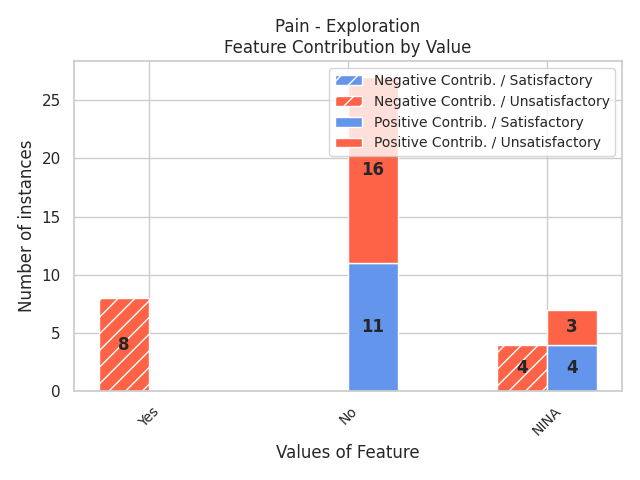 Pain - Exploration
Feature Contribution by Value
Negative Contrib. / Satisfactory
Negative Contrib. / Unsatisfactory
Positive Contrib. / Satisfactory
Positive Contrib. / Unsatisfactory
Number of instances
25
20
15
10
5
0
8
16
11
4
3
4
Yes
No
NINA
Values of Feature